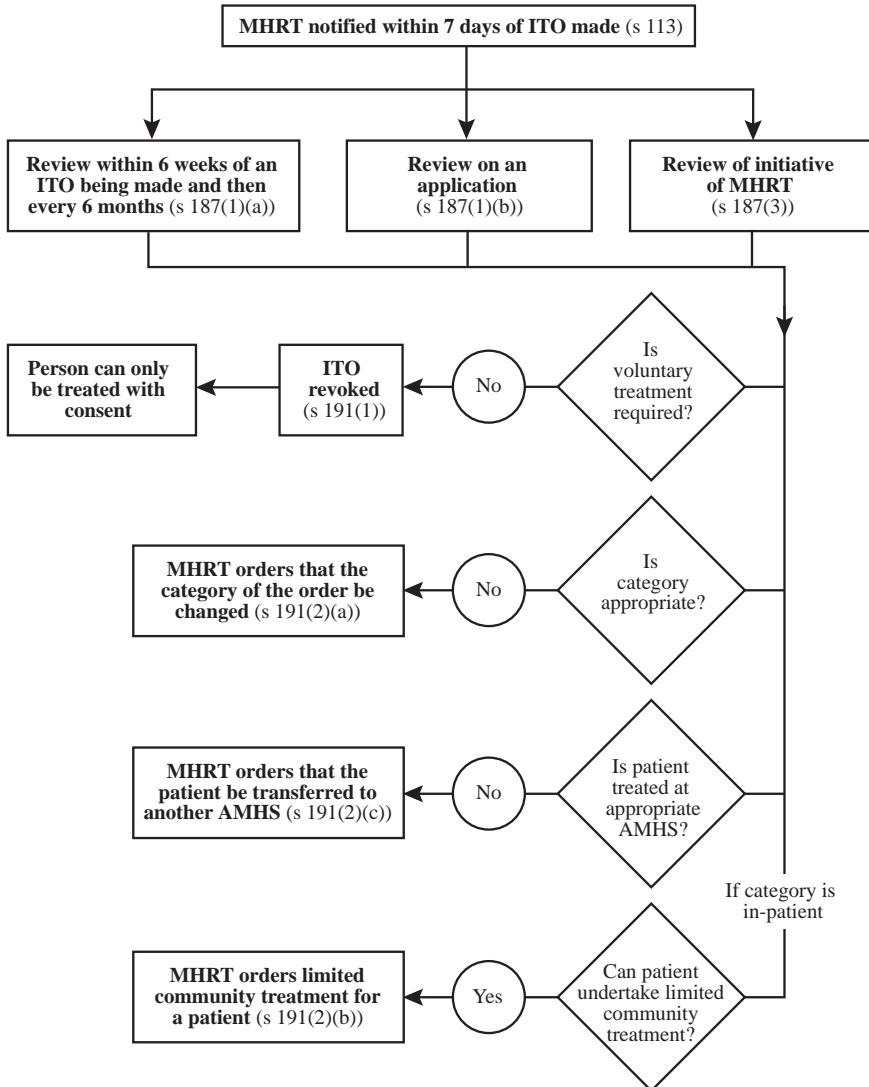 MHRT notified within 7 days of ITO made (s 113)
Review within 6 weeks of an
ITO being made and then
every 6 months (s 187(1)(a))
Review on an
application
(s 187(1)(b))
Review of initiative
of MHRT
(s 187(3))
Person can only
be treated with
consent
ITO
revoked
(s 191(1))
No
Is
voluntary
treatment
required?
MHRT orders that the
category of the order be
changed (s 191(2)(a))
No
Is
category
appropriate?
MHRT orders that the
patient be transferred to
another AMHS (s 191(2)(c))
No
Is patient
treated at
appropriate
AMHS?
If category is
in-patient
MHRT orders limited
community treatment for
a patient (s 191(2)(b))
Yes
Can patient
undertake limited
community
treatment?